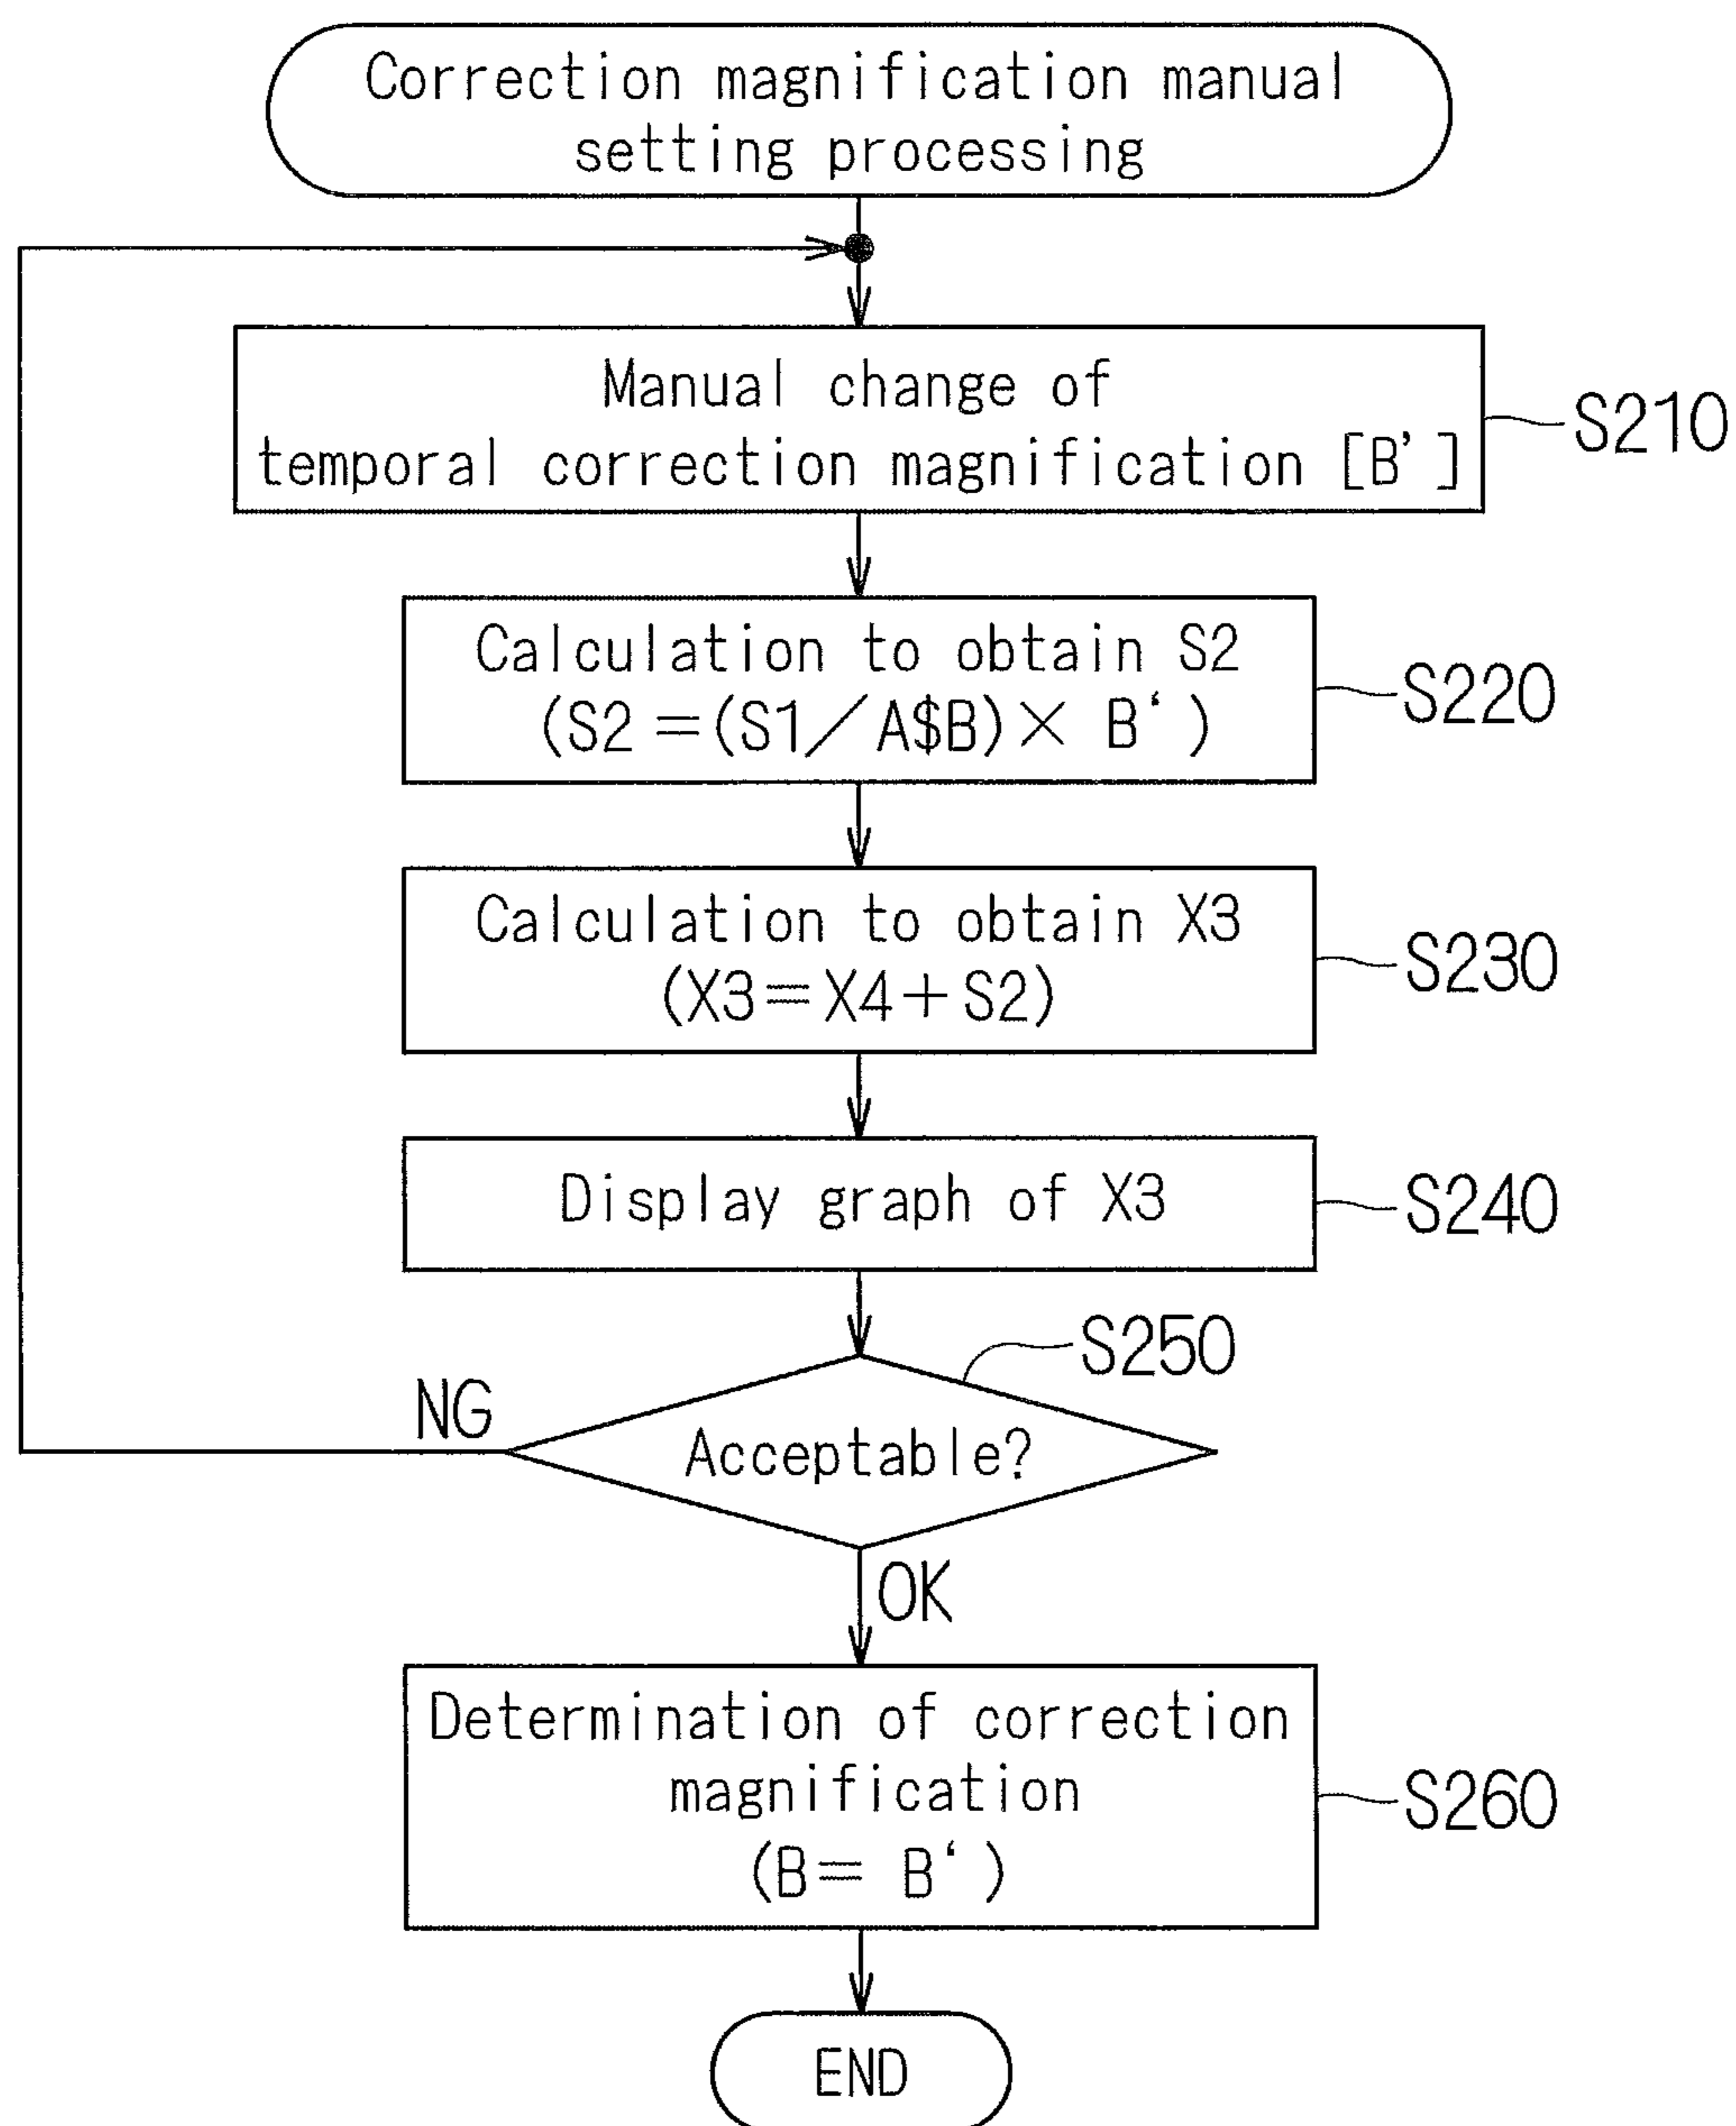 Correction magnification manual
setting processing
Manual change of
temporal correction magnification [B’]
S210
Calculation to obtain S2
(S2＝(S1／A$B)× B‘)
S220
Calculation to obtain X3
(X3＝X4＋S2)
S230
Display graph of X3
S240
S250
NG
Acceptable?
OK
Determination of correction
magnification
(B＝ B‘)
S260
END